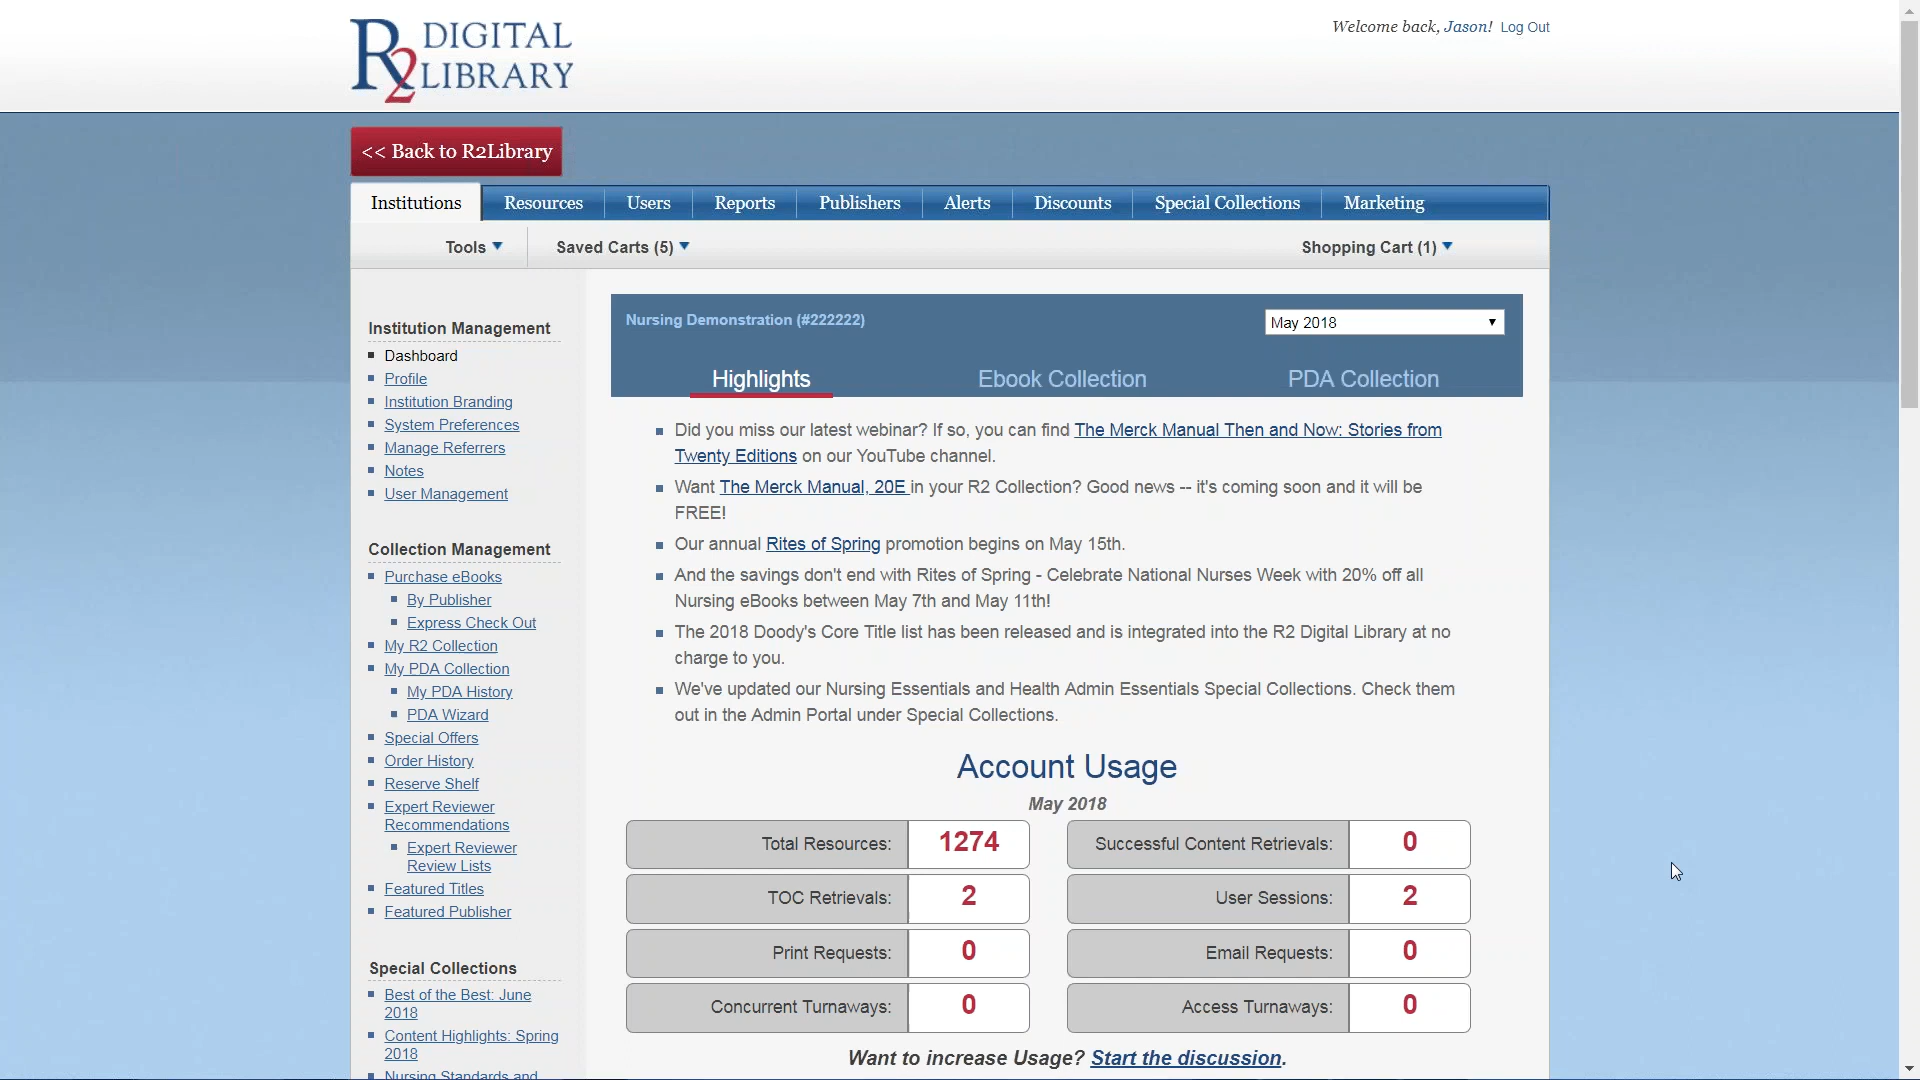 R2 DIGITAL LIBRARY
Welcome back, Jason! Log Out
<< Back to R2Library
Institutions Resources Users Reports Publishers Alerts Discounts Special Collections Marketing
Tools Saved Carts (5) Shopping Cart (1)
Institution Management
Dashboard
Profile
Institution Branding
System Preferences
Manage Referrers
Notes
User Management
Collection Management
Purchase eBooks
By Publisher
Express Check Out
My R2 Collection
My PDA Collection
My PDA History
PDA Wizard
Special Offers
Order History
Reserve Shelf
Expert Reviewer
Recommendations
Expert Reviewer
Review Lists
Featured Titles
Featured Publisher
Special Collections
Best of the Best: June
2018
Content Highlights: Spring
2018
Nursing Standards and
Nursing Demonstration (#222222)
May 2018
Highlights Ebook Collection PDA Collection
Did you miss our latest webinar? If so, you can find The Merck Manual Then and Now: Stories from
Twenty Editions on our YouTube channel.
Want The Merck Manual, 20E in your R2 Collection? Good news -- it's coming soon and it will be
FREE!
Our annual Rites of Spring promotion begins on May 15th.
And the savings don't end with Rites of Spring - Celebrate National Nurses Week with 20% off all
Nursing eBooks between May 7th and May 11th!
The 2018 Doody's Core Title list has been released and is integrated into the R2 Digital Library at no
charge to you.
We've updated our Nursing Essentials and Health Admin Essentials Special Collections. Check them
out in the Admin Portal under Special Collections.
Account Usage
May 2018
Total Resources: 1274 Successful Content Retrievals: 0
TOC Retrievals: 2 User Sessions: 2
Print Requests: 0 Email Requests: 0
Concurrent Turnaways: 0 Access Turnaways: 0
Want to increase Usage? Start the discussion.